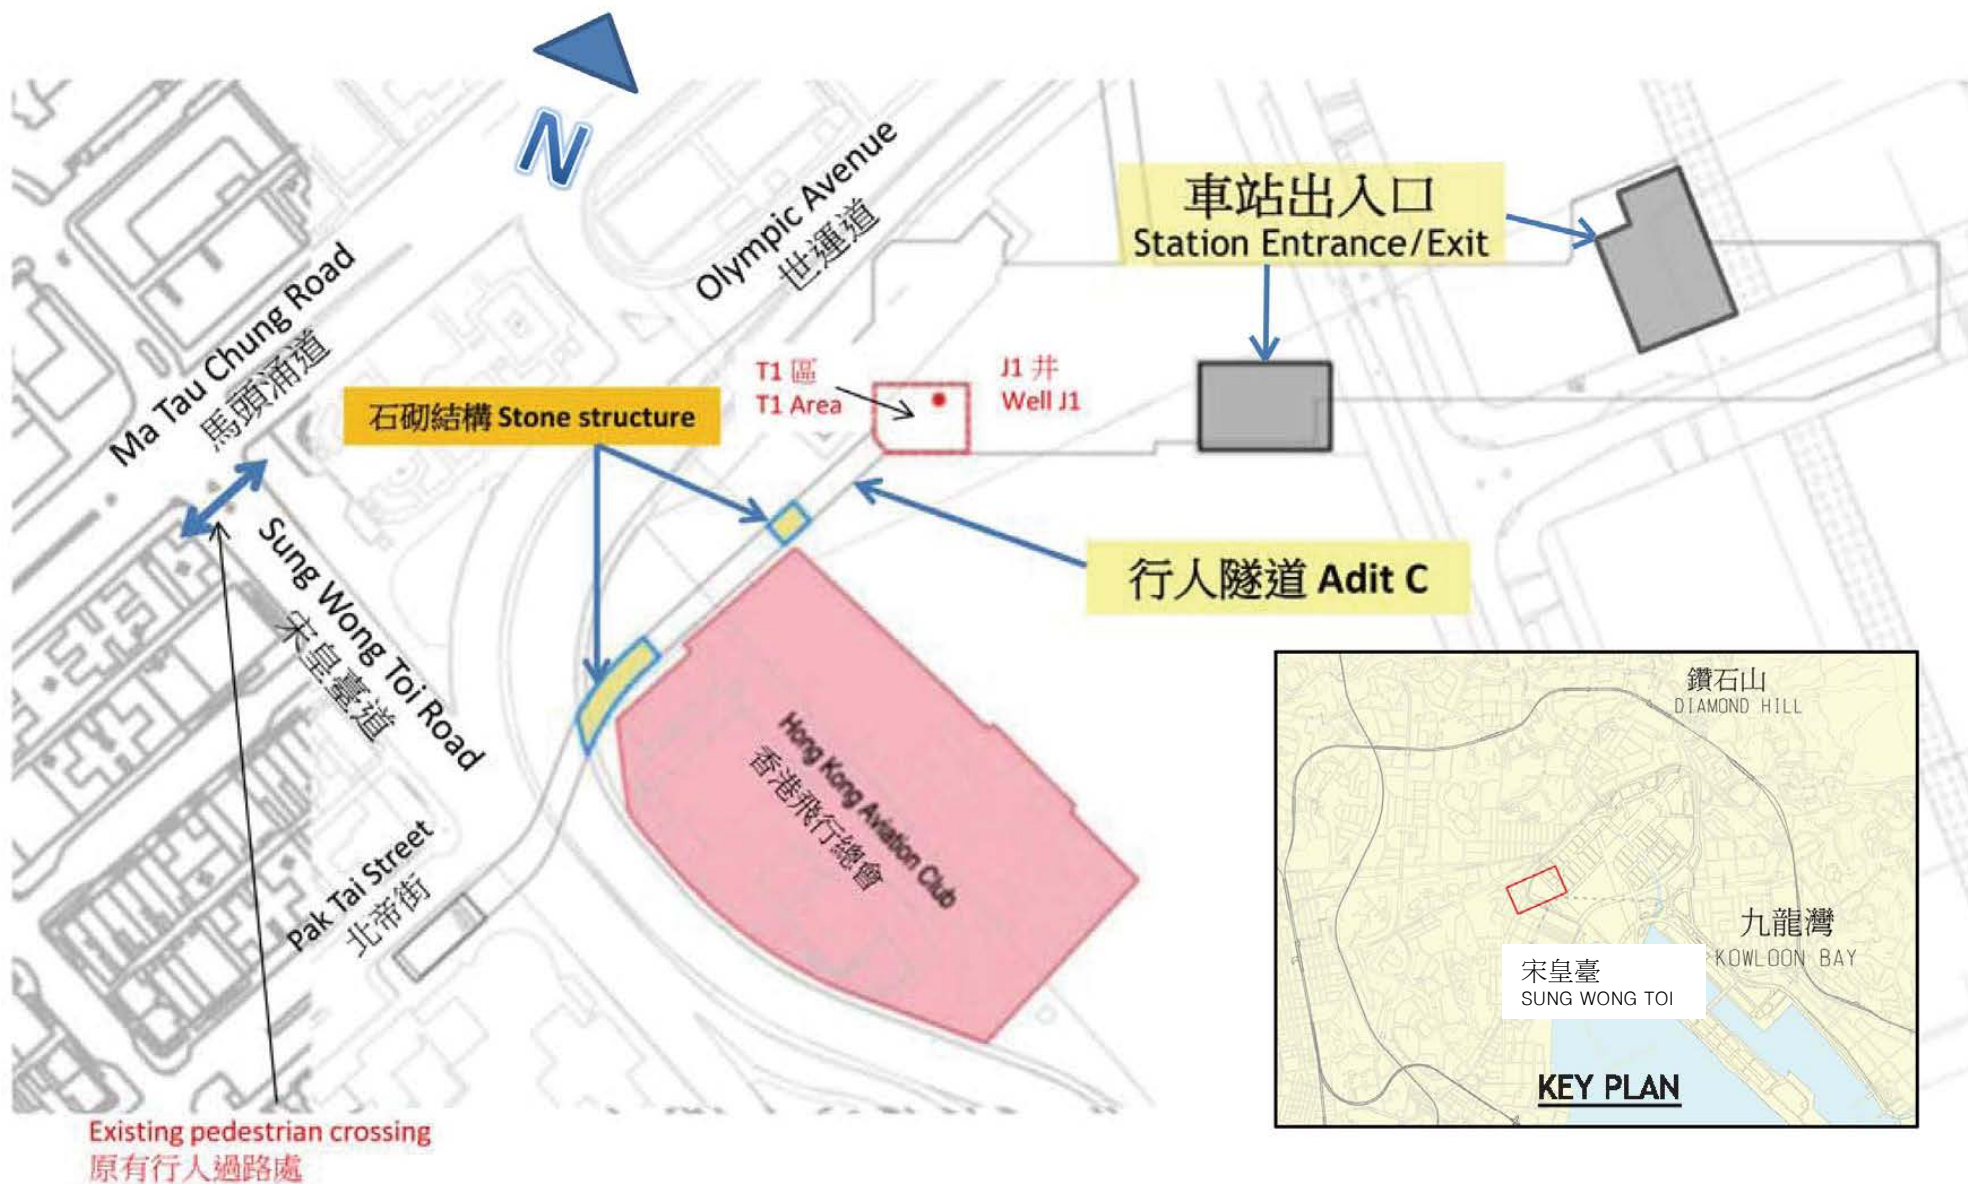 N
Olympic Avenue
世運道
車站出入口
Station Entrance/Exit
Ma Tau Chung Road
馬頭涌道
石砌結構 Stone structure
T1 區
T1 Area
J1 井
Well J1
行人隧道 Adit C
Sung Wong Toi Road
宋皇臺道
Hong Kong Aviation Club
香港飛行總會
Pak Tai Street
北帝街
Existing pedestrian crossing
原有行人過路處
鑽石山
DIAMOND HILL
九龍灣
KOWLOON BAY
宋皇臺
SUNG WONG TOI
KEY PLAN